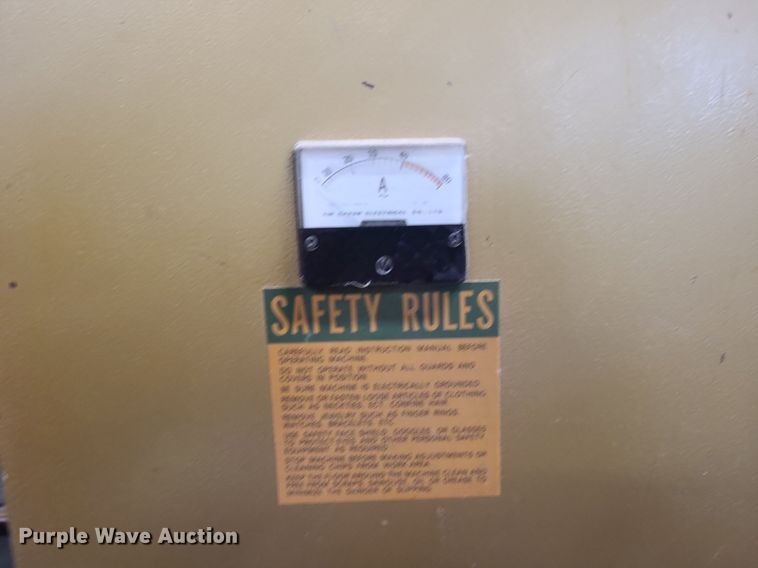 A
SAFETY RULES
CAREFULLY READ INSTRUCTION MANUAL BEFORE
OPERATING MACHINE
DO NOT OPERATE WITHOUT ALL GUARDS AND
COVERS IN POSITION
BE SURE MACHINE IS ELECTRICALLY GROUNDED
REMOVE OR FASTEN LOOSE ARTICLES OF CLOTHING
SUCH AS NECKTIES, ECT. CONFINE HAIR
REMOVE JEWELRY SUCH AS FINGER RINGS,
WATCHES, BRACELETS, ETC
USE SAFETY FACE SHIELD, GOGGLES, OR GLASSES
TO PROTECT EYES AND OTHER PERSONAL SAFETY
EQUIPMENT AS REQUIRED
STOP MACHINE BEFORE MAKING ADJUSTMENTS OR
CLEANING CHIPS FROM WORK AREA
KEEP THE FLOOR AROUND THE MACHINE CLEAN AND
FREE FROM SCRAPS, SAWDUST, OIL OR GREASE TO
MINIMIZE THE DANGER OF SLIPPING
Purple Wave Auction